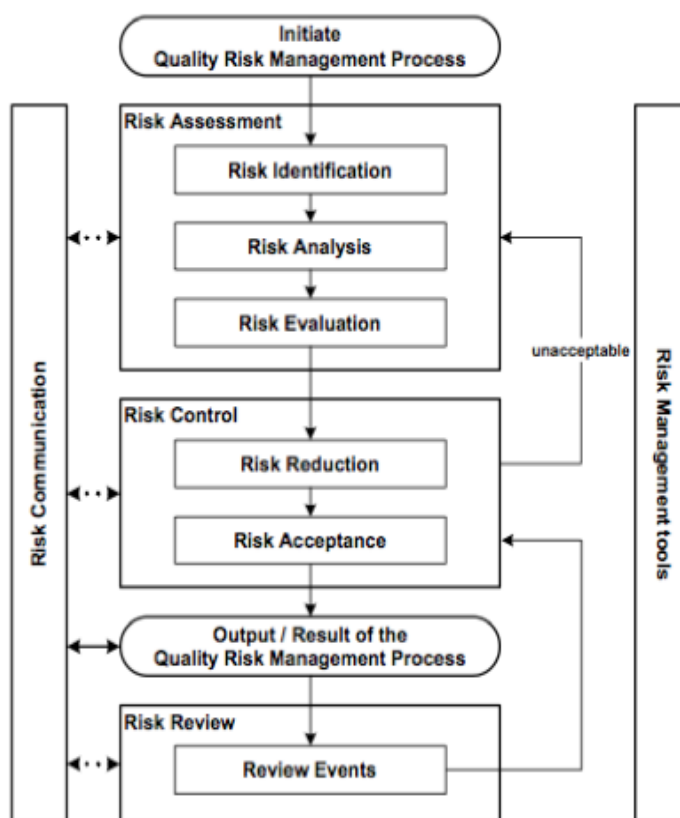 Initiate
Quality Risk Management Process
Risk Assessment
Risk Identification
Risk Analysis
Risk Evaluation
unacceptable
Risk Communication
Risk Management tools
Risk Control
Risk Reduction
Risk Acceptance
Output / Result of the
Quality Risk Management Process
Risk Review
Review Events